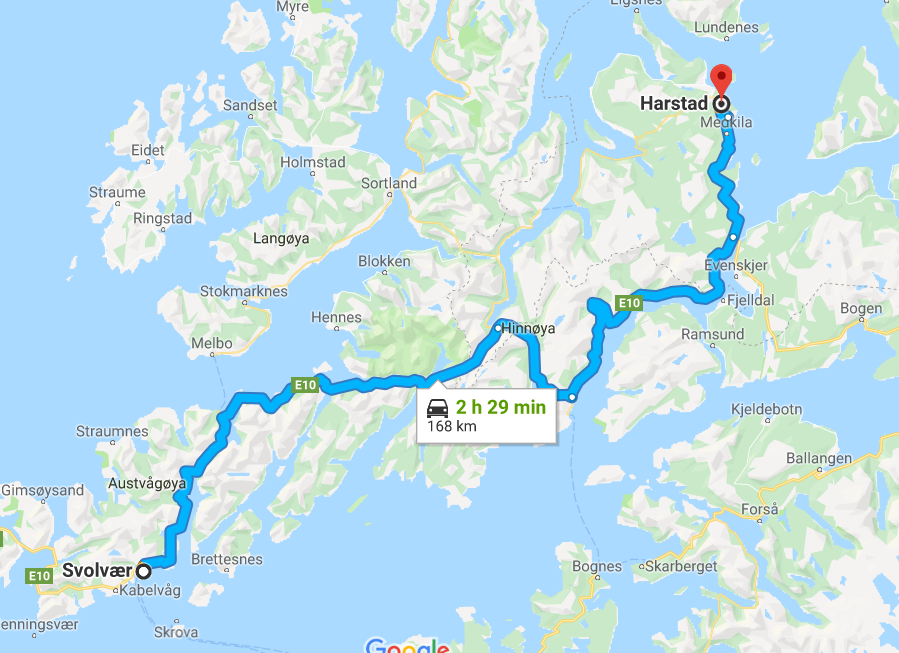 Myre
Lundenes
Harstad
Medkila
Sandset
Eidet
Holmstad
Straume
Sortland
Ringstad
Langøya
Blokken
Evenskjer
Stokmarknes
Fjelldal
E10
Bogen
Hennes
Hinnøya
Ramsund
Melbo
E10
2 h 29 min
168 km
Kjeldebotn
Straumnes
Ballangen
Austvågøya
Gimsøysand
Forså
Brettesnes
Svolvær
E10
Bognes
Skarberget
Kabelvåg
Skrova
Google